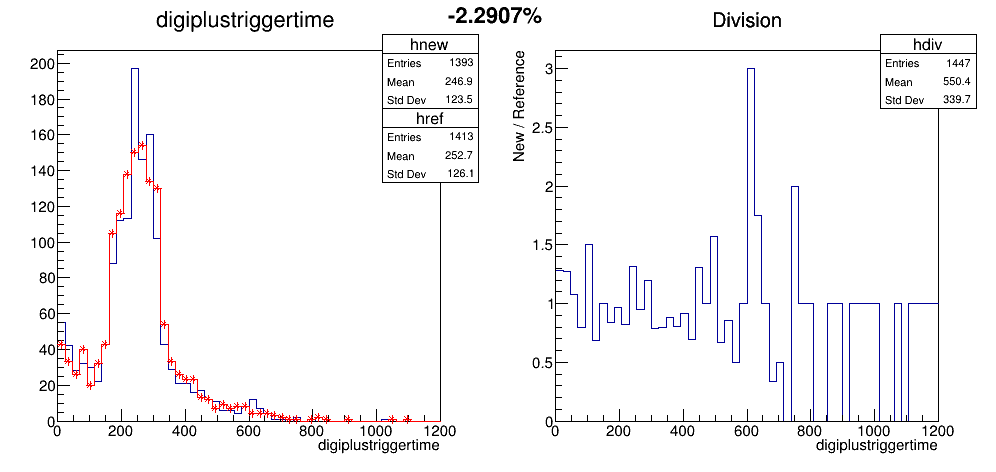 -2.2907%
digiplustriggertime
hnew
Entries 1393
Mean 246.9
Std Dev 123.5
href
Entries 1413
Mean 252.7
Std Dev 126.1
200
180
160
140
120
100
80
60
40
20
0
0 200 400 600 800 1000 1200
digiplustriggertime
Division
hdiv
Entries 1447
Mean 550.4
Std Dev 339.7
New / Reference
3
2.5
2
1.5
1
0.5
0
0 200 400 600 800 1000 1200
digiplustriggertime